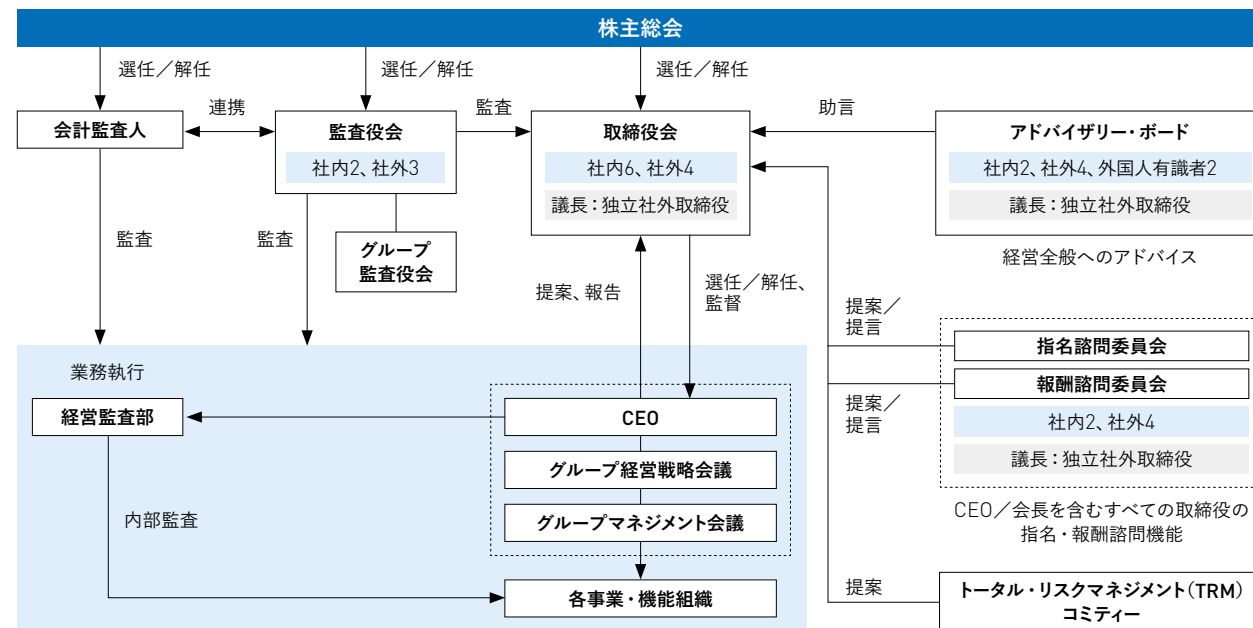 株主総会
選任／解任
選任／解任
選任／解任
会計監査人
連携
監査役会
社内2、社外3
監査
取締役会
社内6、社外4
議長：独立社外取締役
助言
アドバイザリー・ボード
社内2、社外4、外国人有識者2
議長：独立社外取締役
経営全般へのアドバイス
監査
監査
グループ
監査役会
提案、報告
選任／解任、
監督
提案／
提言
指名諮問委員会
報酬諮問委員会
提案／
提言
社内2、社外4
議長：独立社外取締役
CEO／会長を含むすべての取締役の
指名・報酬諮問機能
業務執行
経営監査部
CEO
グループ経営戦略会議
グループマネジメント会議
内部監査
各事業・機能組織
提案
トータル・リスクマネジメント（TRM）
コミティー